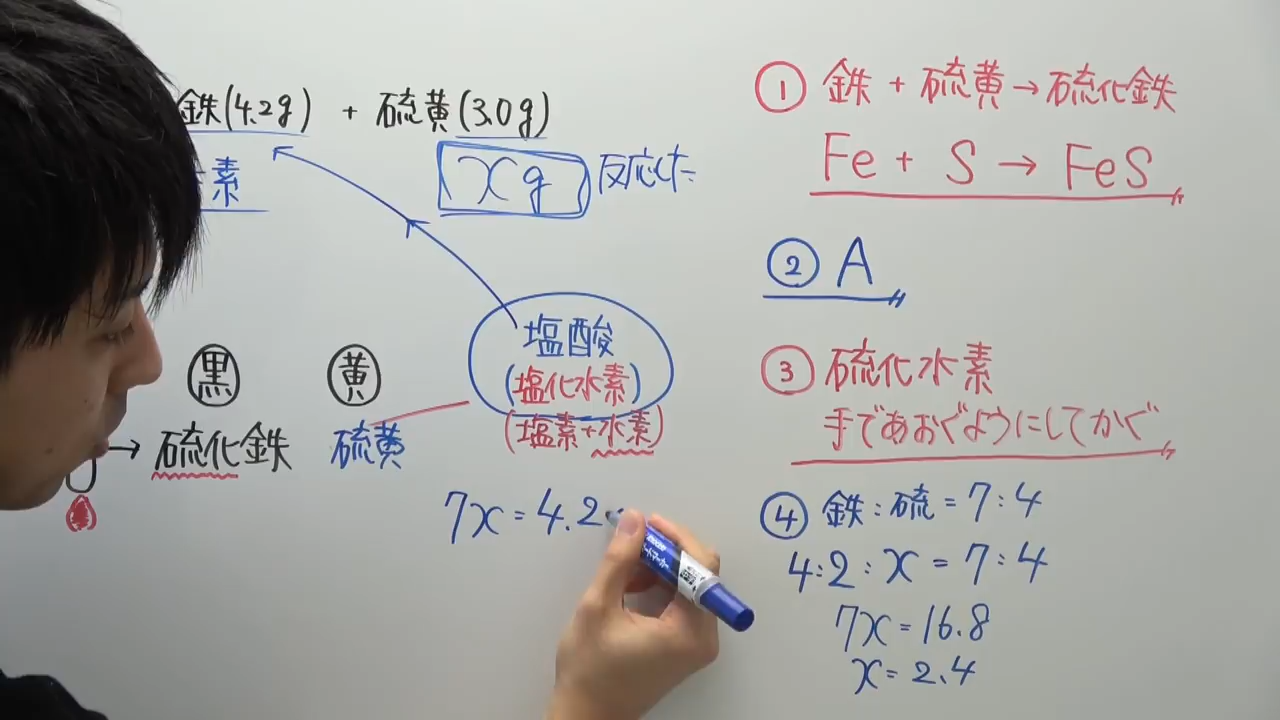 鉄(4.2g) + 硫黄(3.0g)
xg 反応した
素
塩酸
(塩化水素)
(塩素+水素)
黒 黄
→ 硫化鉄 硫黄
7x=4.2
① 鉄 + 硫黄 → 硫化鉄
Fe + S → FeS
② A
③ 硫化水素
手であおぐようにしてかぐ
④ 鉄:硫=7:4
4:2:x=7:4
7x=16.8
x=2.4